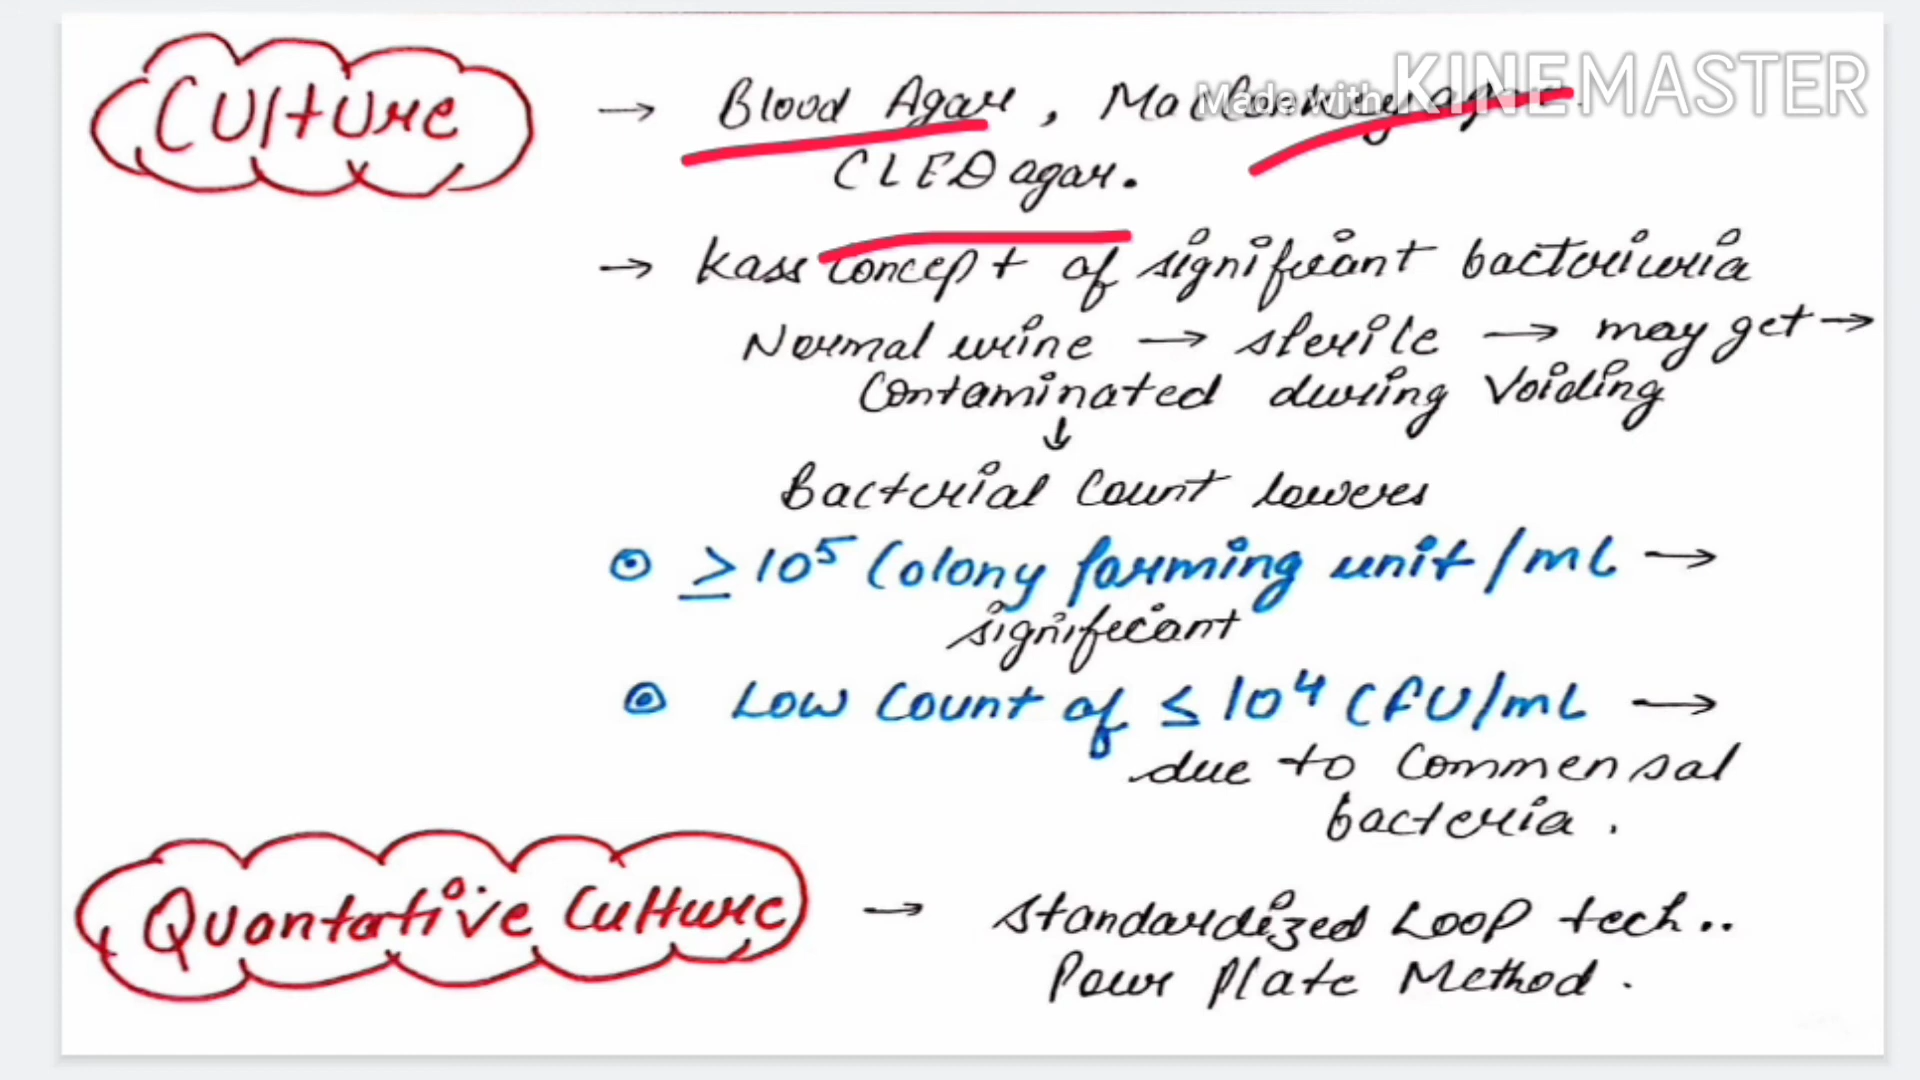 Culture → Blood Agar, MacConkey agar.
Made with KINEMASTER
CLED agar.
→ Kass concept of significant bacteriuria
Normal urine → sterile → may get →
Contaminated during Voiding
↓
Bacterial Count lowers
⊙ ≥10⁵ Colony forming unit/mL →
significant
⊙ Low Count of ≤ 10⁴ CFU/mL →
due to Commensal
bacteria.
Quantative Culture → Standardized Loop tech..
Pour Plate Method.